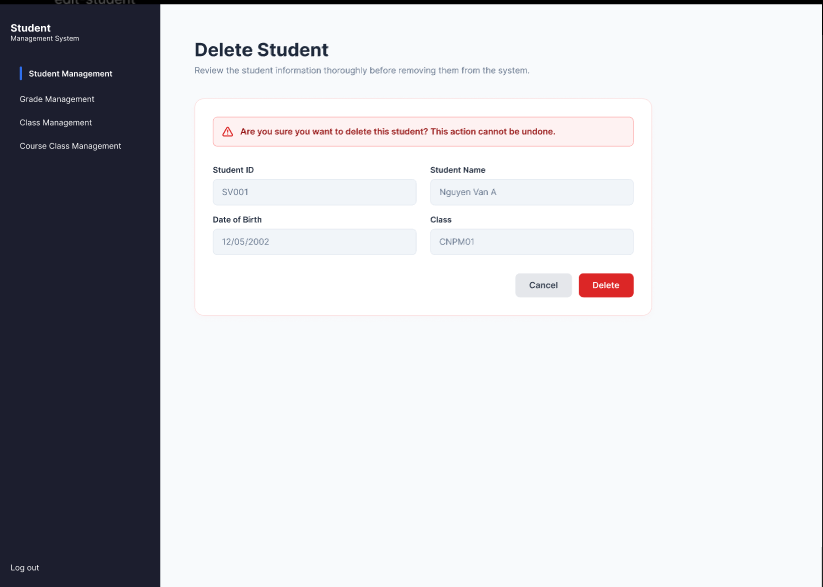 edit_student
Student
Management System
Student Management
Grade Management
Class Management
Course Class Management
Log out
Delete Student
Review the student information thoroughly before removing them from the system.
Are you sure you want to delete this student? This action cannot be undone.
Student ID
Student Name
SV001
Nguyen Van A
Date of Birth
Class
12/05/2002
CNPM01
Cancel
Delete